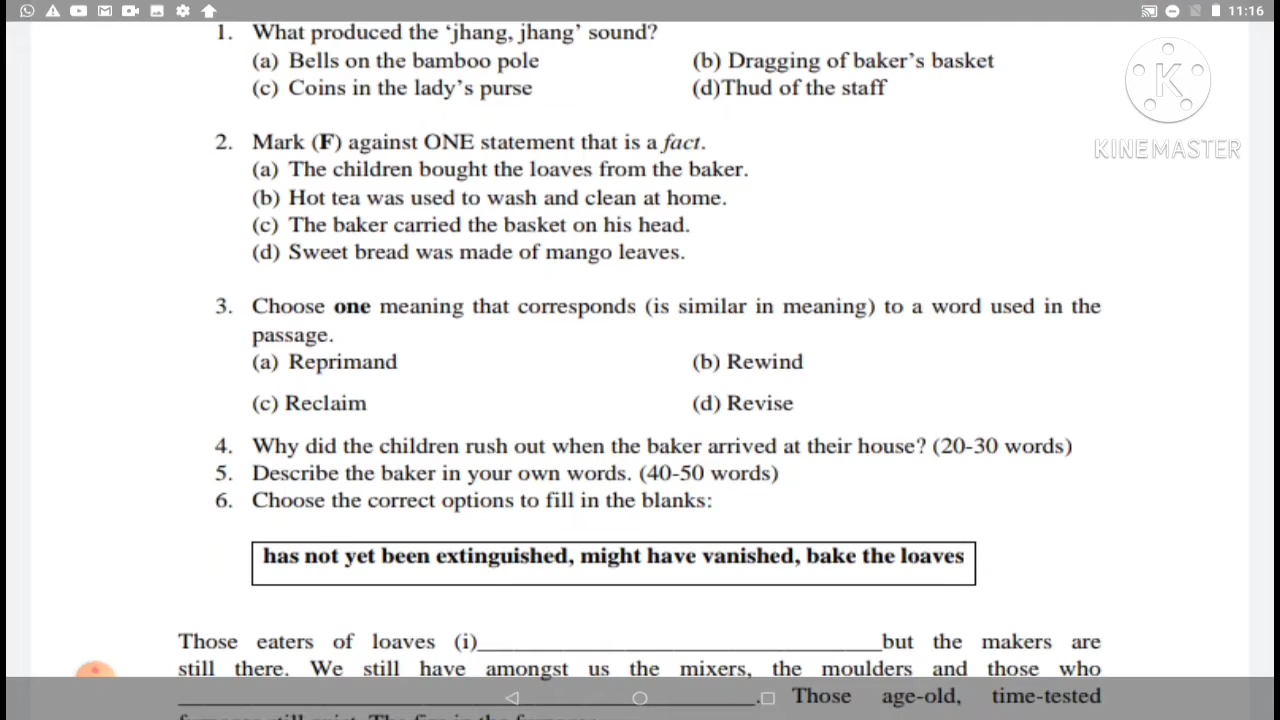 11:16
K
KINEMASTER
1. What produced the ‘jhang, jhang’ sound?
(a) Bells on the bamboo pole (b) Dragging of baker’s basket
(c) Coins in the lady’s purse (d)Thud of the staff
2. Mark (F) against ONE statement that is a fact.
(a) The children bought the loaves from the baker.
(b) Hot tea was used to wash and clean at home.
(c) The baker carried the basket on his head.
(d) Sweet bread was made of mango leaves.
3. Choose one meaning that corresponds (is similar in meaning) to a word used in the
passage.
(a) Reprimand (b) Rewind
(c) Reclaim (d) Revise
4. Why did the children rush out when the baker arrived at their house? (20-30 words)
5. Describe the baker in your own words. (40-50 words)
6. Choose the correct options to fill in the blanks:
has not yet been extinguished, might have vanished, bake the loaves
Those eaters of loaves (i)______________________________but the makers are
still there. We still have amongst us the mixers, the moulders and those who
___________________________________________. Those age-old, time-tested